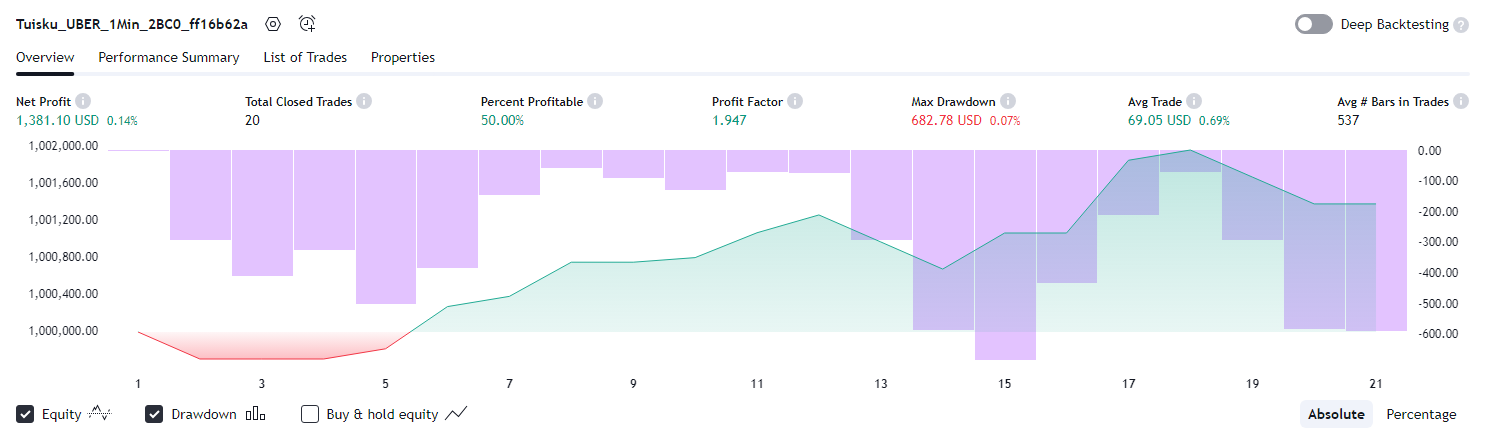 Tuisku_UBER_1Min_2BC0_ff16b62a
Deep Backtesting ?
Overview Performance Summary List of Trades Properties
Net Profit i Total Closed Trades i Percent Profitable i Profit Factor i Max Drawdown i Avg Trade i Avg # Bars in Trades i
1,381.10 USD 0.14% 20 50.00% 1.947 682.78 USD 0.07% 69.05 USD 0.69% 537
1,002,000.00 0.00
1,001,600.00 -100.00
1,001,200.00 -200.00
1,000,800.00 -300.00
1,000,400.00 -400.00
1,000,000.00 -500.00
-600.00
1 3 5 7 9 11 13 15 17 19 21
Equity Drawdown Buy & hold equity Absolute Percentage